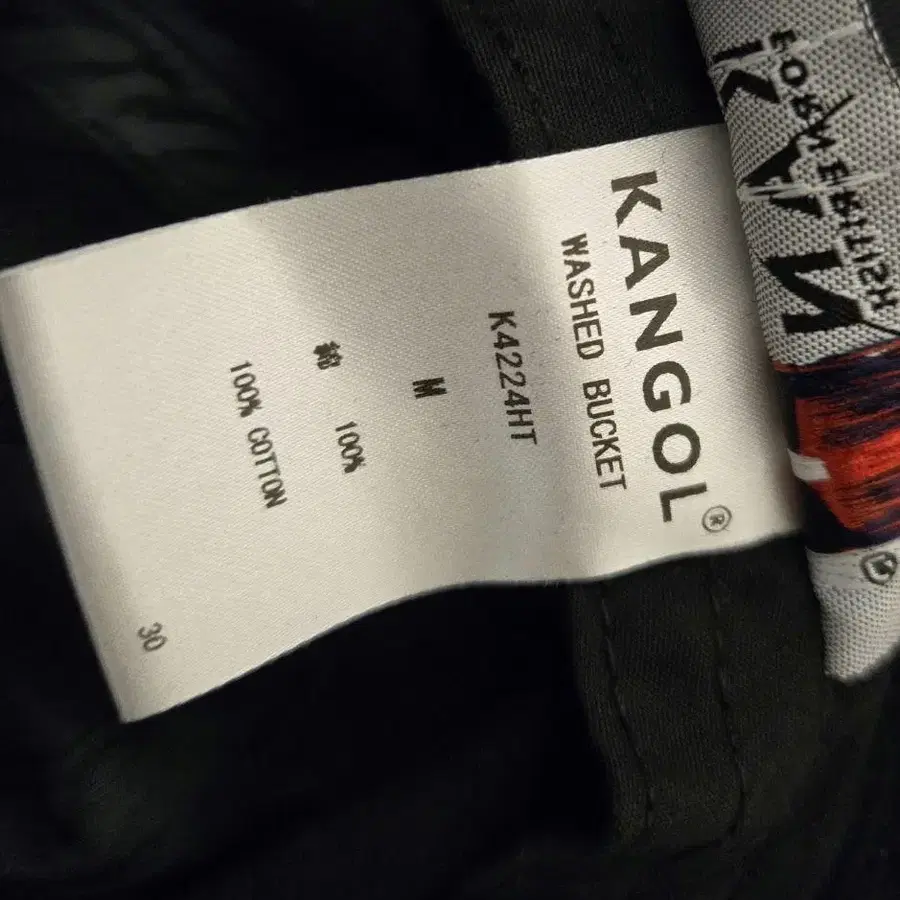 KANGOL®
WASHED BUCKET
K4224HT
M
綿 100%
100% COTTON
30